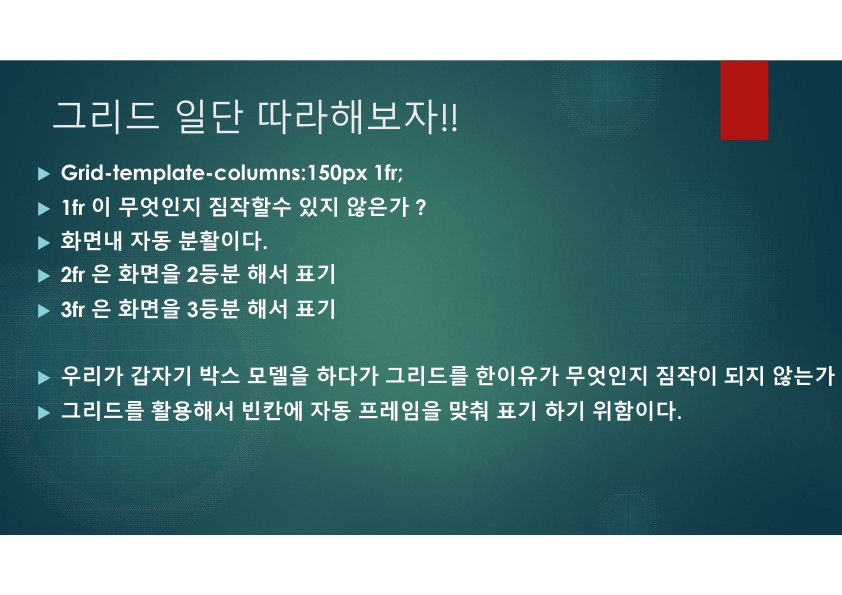 그리드 일단 따라해보자!!
Grid-template-columns:150px 1fr;
1fr 이 무엇인지 짐작할수 있지 않은가 ?
화면내 자동 분활이다.
2fr 은 화면을 2등분 해서 표기
3fr 은 화면을 3등분 해서 표기
우리가 갑자기 박스 모델을 하다가 그리드를 한이유가 무엇인지 짐작이 되지 않는가
그리드를 활용해서 빈칸에 자동 프레임을 맞춰 표기 하기 위함이다.